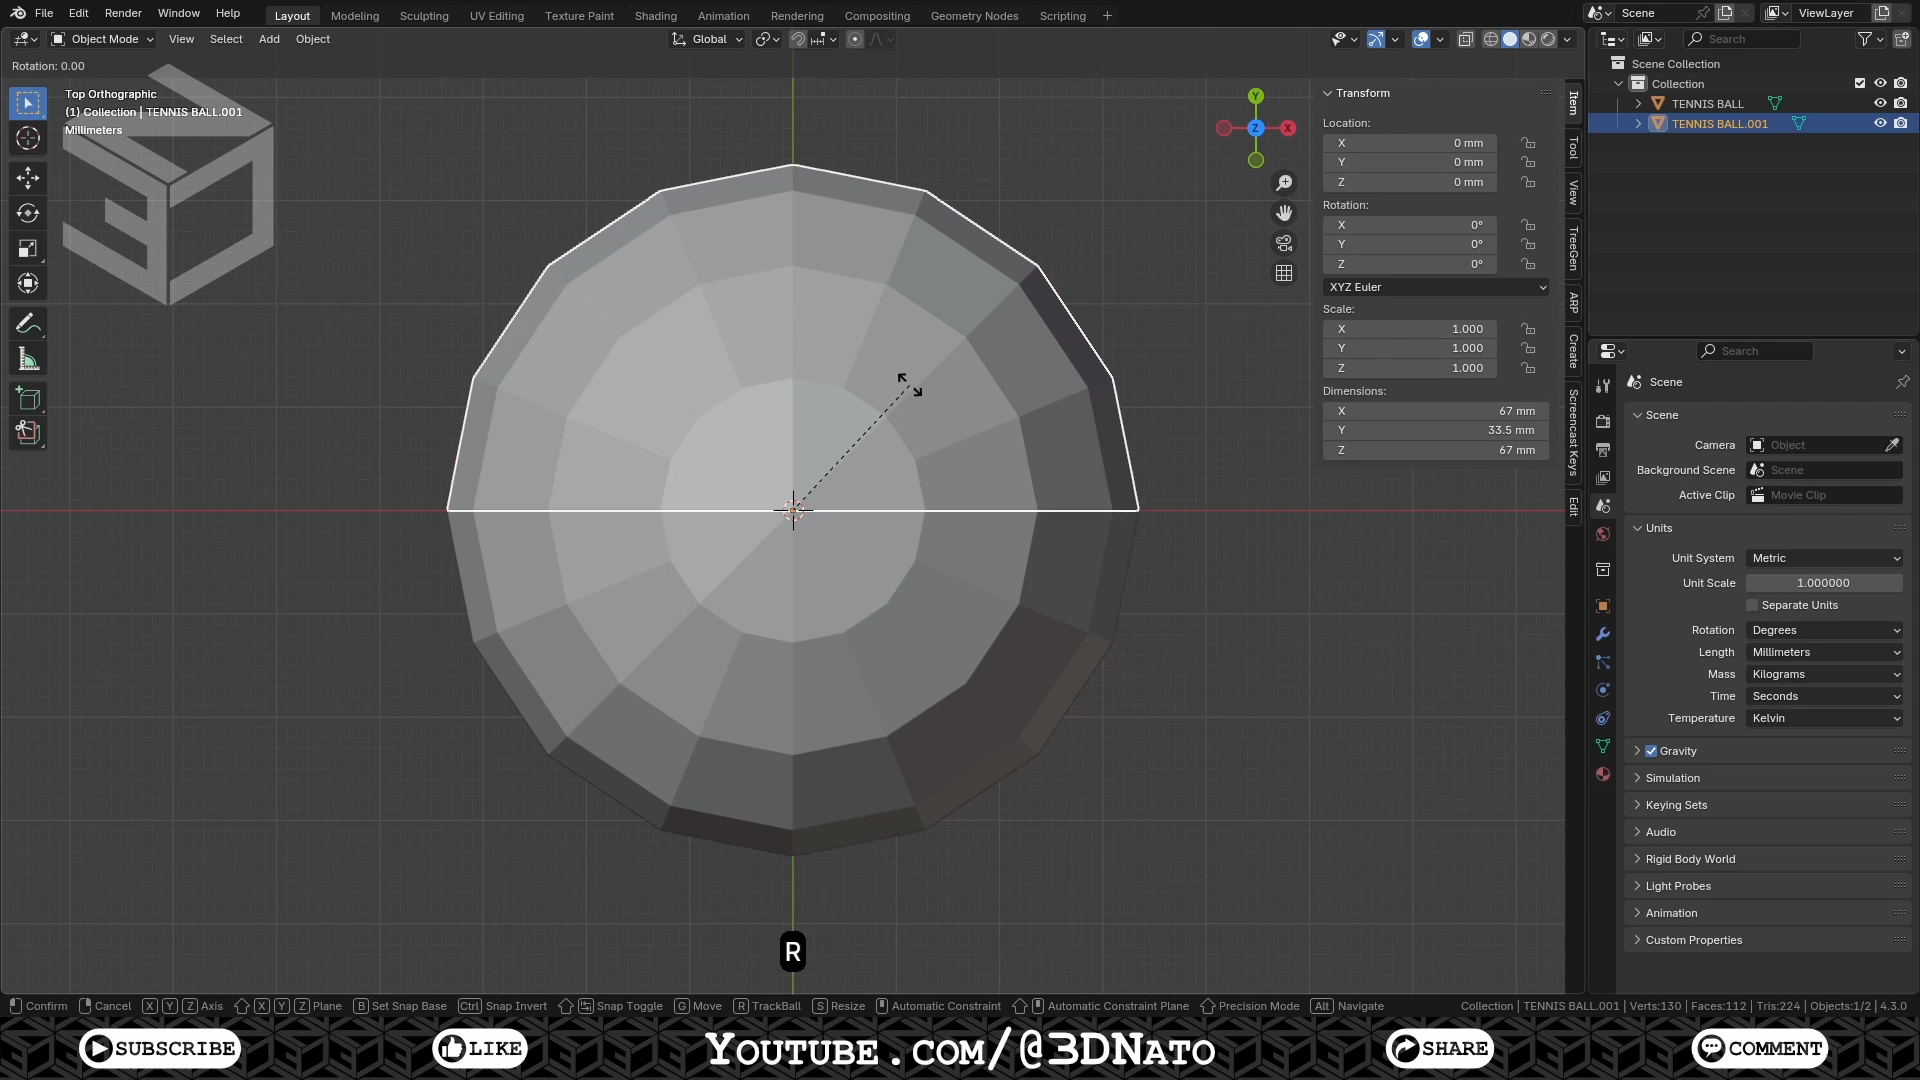 File Edit Render Window Help Layout Modeling Sculpting UV Editing Texture Paint Shading Animation Rendering Compositing Geometry Nodes Scripting + Scene ViewLayer
Object Mode View Select Add Object Global Search
Rotation: 0.00
Top Orthographic
(1) Collection | TENNIS BALL.001
Millimeters
Y
Z
X
Scene Collection
Collection
TENNIS BALL
TENNIS BALL.001
Transform
Location:
X 0 mm
Y 0 mm
Z 0 mm
Rotation:
X 0°
Y 0°
Z 0°
XYZ Euler
Scale:
X 1.000
Y 1.000
Z 1.000
Dimensions:
X 67 mm
Y 33.5 mm
Z 67 mm
Item
Tool
View
TreeGen
ARP
Create
Screencast Keys
Edit
Search
Scene
Scene
Camera Object
Background Scene Scene
Active Clip Movie Clip
Units
Unit System Metric
Unit Scale 1.000000
Separate Units
Rotation Degrees
Length Millimeters
Mass Kilograms
Time Seconds
Temperature Kelvin
Gravity
Simulation
Keying Sets
Audio
Rigid Body World
Light Probes
Animation
Custom Properties
R
Confirm Cancel X Y Z Axis X Y Z Plane B Set Snap Base Ctrl Snap Invert Snap Toggle G Move R TrackBall S Resize Automatic Constraint Automatic Constraint Plane Precision Mode Alt Navigate Collection | TENNIS BALL.001 | Verts:130 | Faces:112 | Tris:224 | Objects:1/2 | 4.3.0
SUBSCRIBE LIKE YOUTUBE.COM/@3DNATO SHARE COMMENT